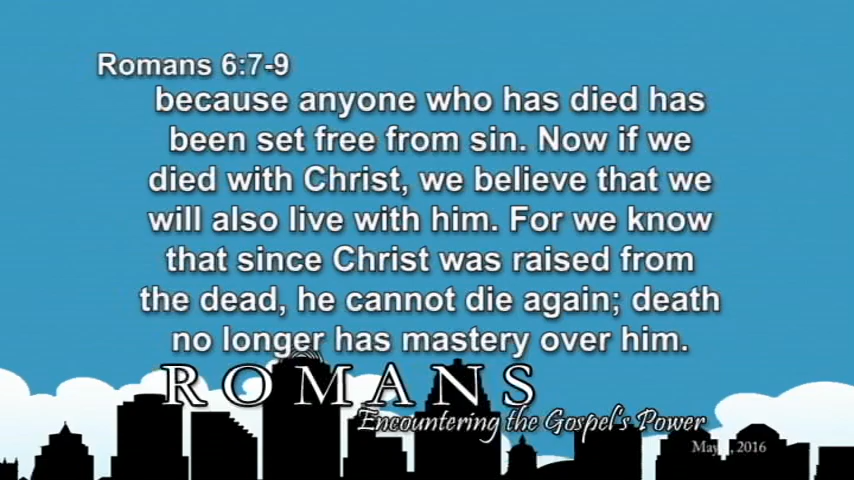 Romans 6:7-9
because anyone who has died has
been set free from sin. Now if we
died with Christ, we believe that we
will also live with him. For we know
that since Christ was raised from
the dead, he cannot die again; death
no longer has mastery over him.
ROMANS
Encountering the Gospel's Power
May , 2016